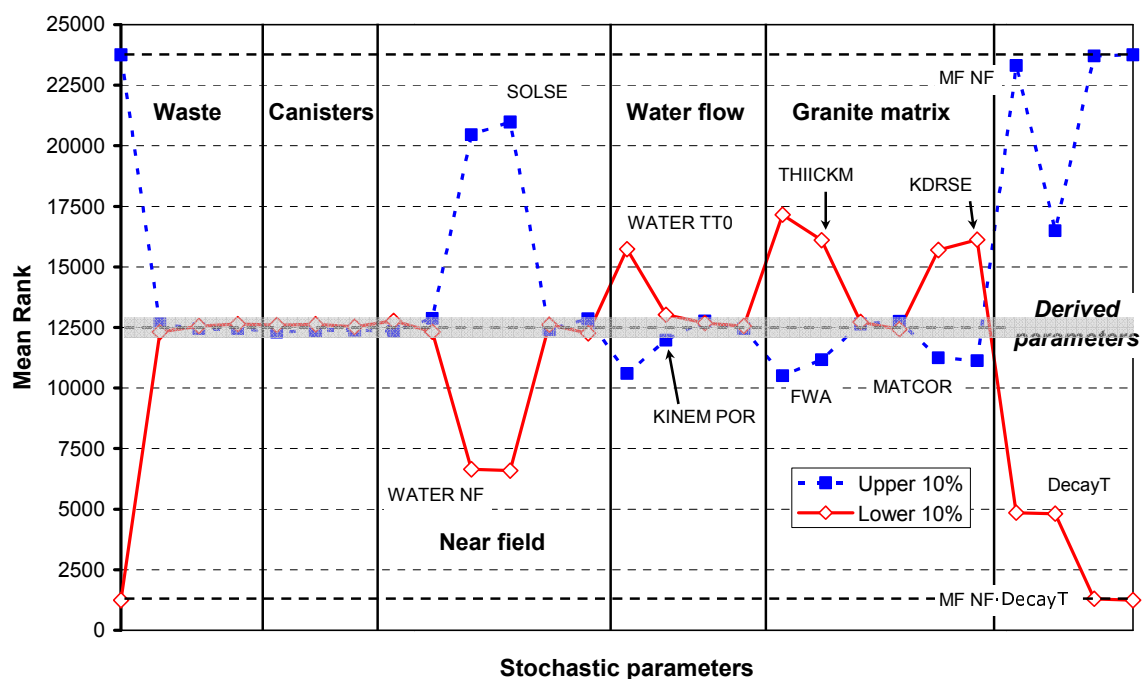 25000
22500
20000
17500
15000
12500
10000
7500
5000
2500
0
Mean Rank
Waste
Canisters
SOLSE
Water flow
MF NF
Granite matrix
THIICKM
KDRSE
WATER TT0
Derived
parameters
KINEM POR
FWA
MATCOR
WATER NF
Near field
Upper 10%
Lower 10%
DecayT
MF NF·DecayT
Stochastic parameters